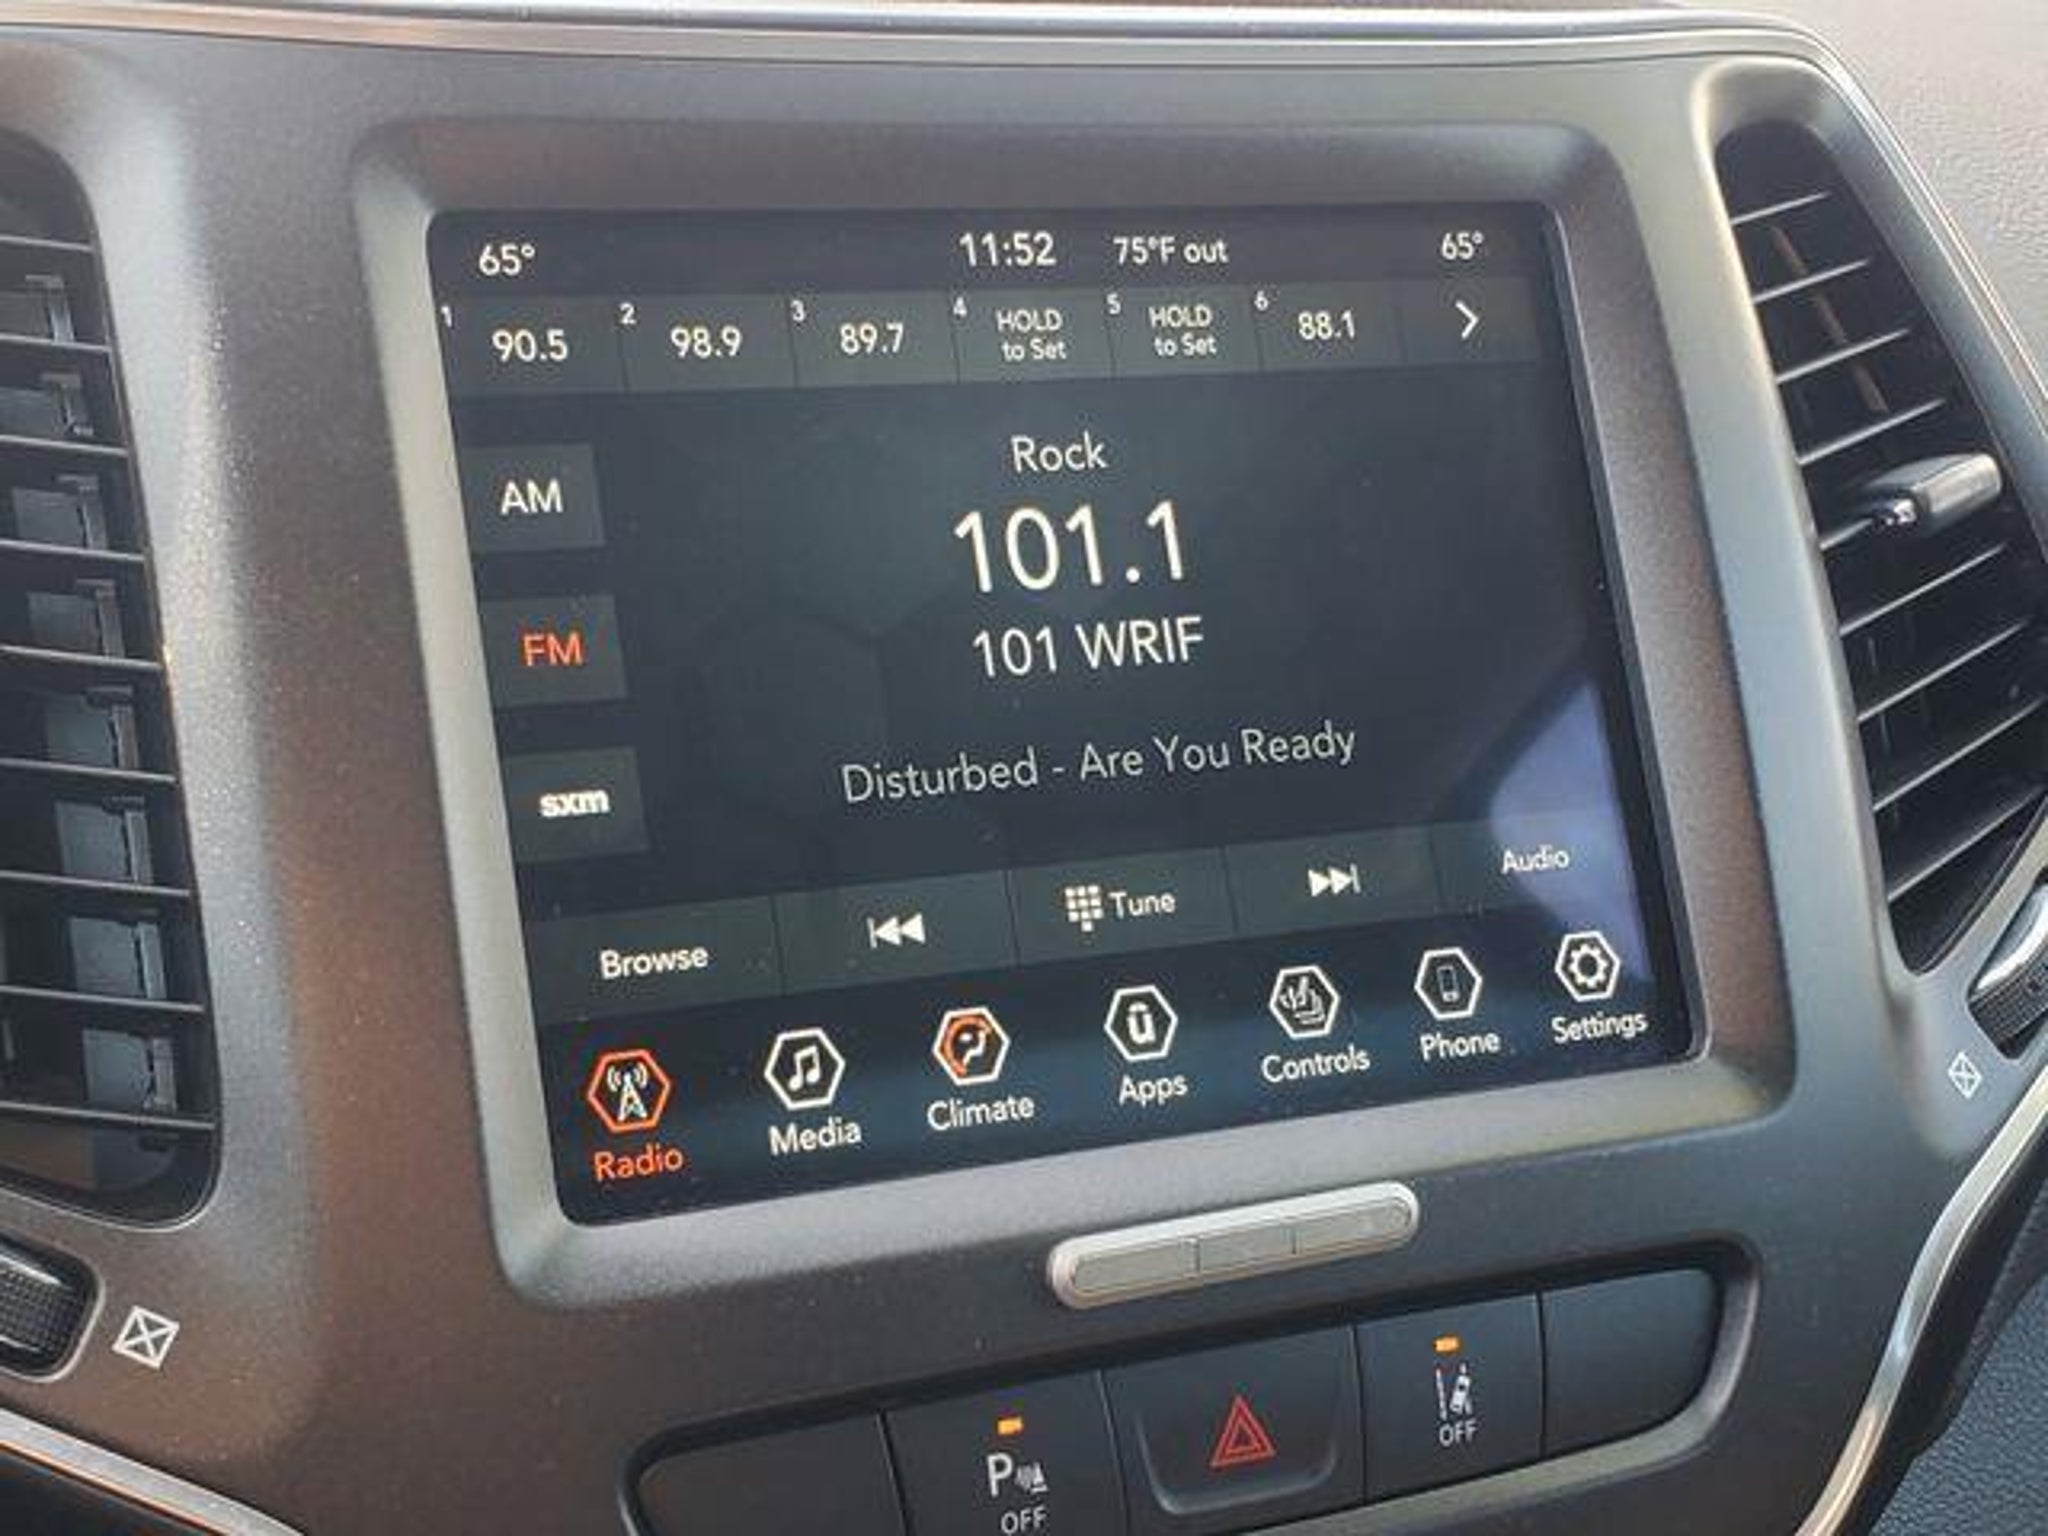 65° 11:52 75°F out 65°
1 90.5 2 98.9 3 89.7 4 HOLD to Set 5 HOLD to Set 6 88.1
Rock
AM
101.1
FM
101 WRIF
Disturbed - Are You Ready
sxm
Browse Tune Audio
Radio Media Climate Apps Controls Phone Settings
P
OFF
OFF